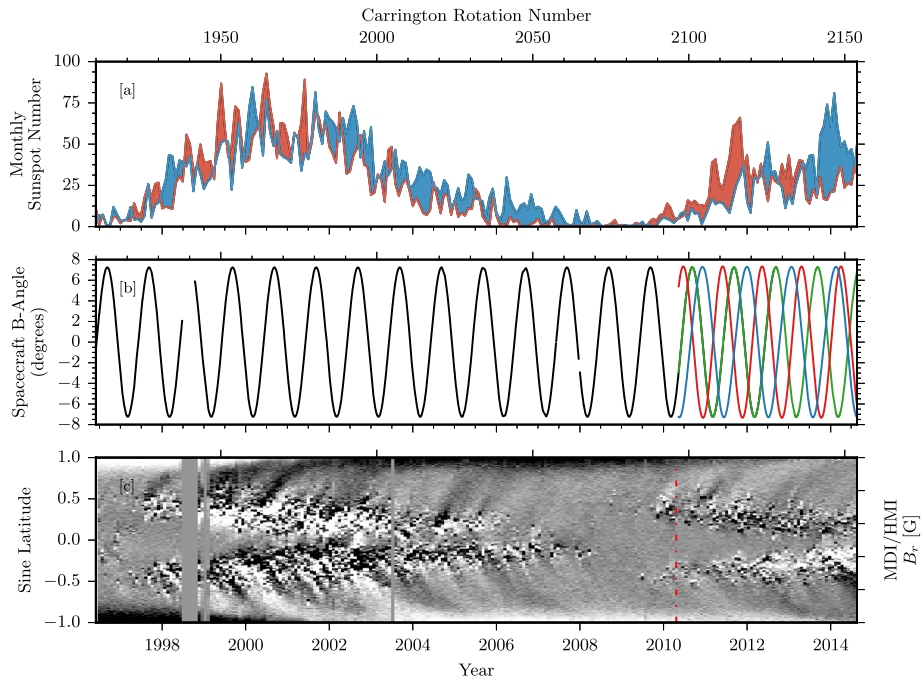 Carrington Rotation Number
1950 2000 2050 2100 2150
Monthly
Sunspot Number
100
75
50
25
0
[a]
Spacecraft B-Angle
(degrees)
8
6
4
2
0
−2
−4
−6
−8
[b]
Sine Latitude
1.0
0.5
0.0
−0.5
−1.0
[c]
MDI/HMI
Br [G]
1998 2000 2002 2004 2006 2008 2010 2012 2014
Year